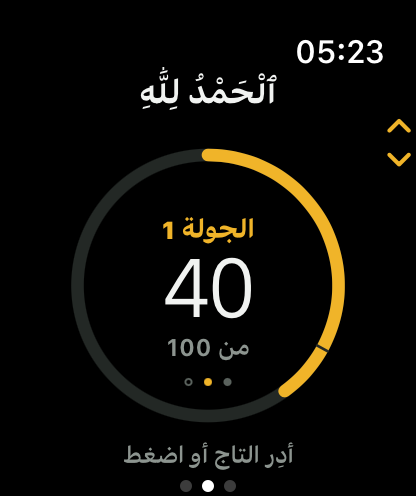 05:23
ٱلْحَمْدُ لِلّٰهِ
الجولة 1
40
من 100
أدِر التاج أو اضغط